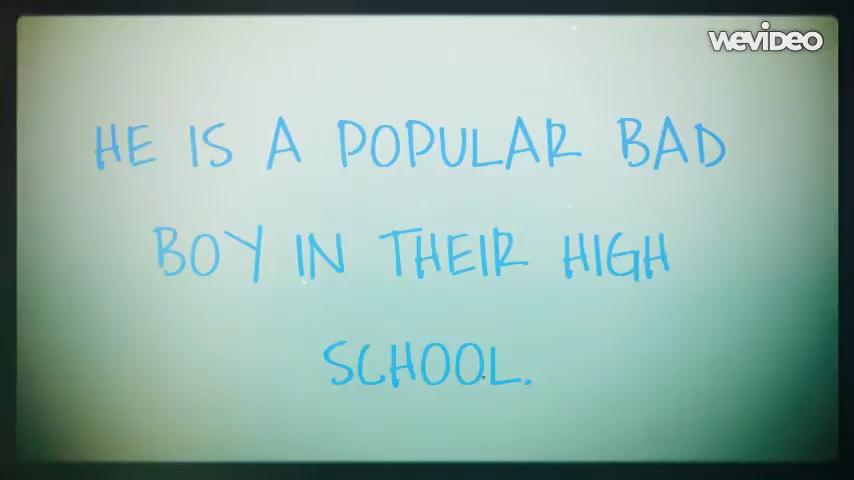 WEVIDEO
HE IS A POPULAR BAD
BOY IN THEIR HIGH
SCHOOL.